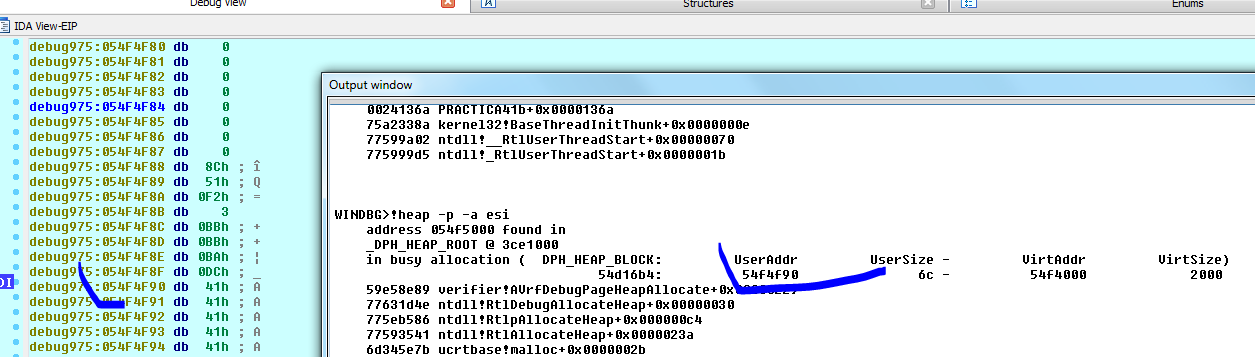 Debug View
Structures
Enums
IDA View-EIP
debug975:054F4F80 db 0
debug975:054F4F81 db 0
debug975:054F4F82 db 0
debug975:054F4F83 db 0
debug975:054F4F84 db 0
debug975:054F4F85 db 0
debug975:054F4F86 db 0
debug975:054F4F87 db 0
debug975:054F4F88 db 8Ch ; î
debug975:054F4F89 db 51h ; Q
debug975:054F4F8A db 0F2h ; =
debug975:054F4F8B db 3
debug975:054F4F8C db 0BBh ; +
debug975:054F4F8D db 0BBh ; +
debug975:054F4F8E db 0BAh ; ¦
debug975:054F4F8F db 0DCh ; _
debug975:054F4F90 db 41h ; A
debug975:054F4F91 db 41h ; A
debug975:054F4F92 db 41h ; A
debug975:054F4F93 db 41h ; A
debug975:054F4F94 db 41h ; A
Output window
0024136a PRACTICA41b+0x0000136a
75a2338a kernel32!BaseThreadInitThunk+0x0000000e
77599a02 ntdll!__RtlUserThreadStart+0x00000070
775999d5 ntdll!_RtlUserThreadStart+0x0000001b
WINDBG>!heap -p -a esi
address 054f5000 found in
_DPH_HEAP_ROOT @ 3ce1000
in busy allocation ( DPH_HEAP_BLOCK: UserAddr UserSize - VirtAddr VirtSize)
54d16b4: 54f4f90 6c - 54f4000 2000
59e58e89 verifier!AVrfDebugPageHeapAllocate
77631d4e ntdll!RtlDebugAllocateHeap+0x00000030
775eb586 ntdll!RtlpAllocateHeap+0x000000c4
77593541 ntdll!RtlAllocateHeap+0x0000023a
6d345e7b ucrtbase!malloc+0x0000002b